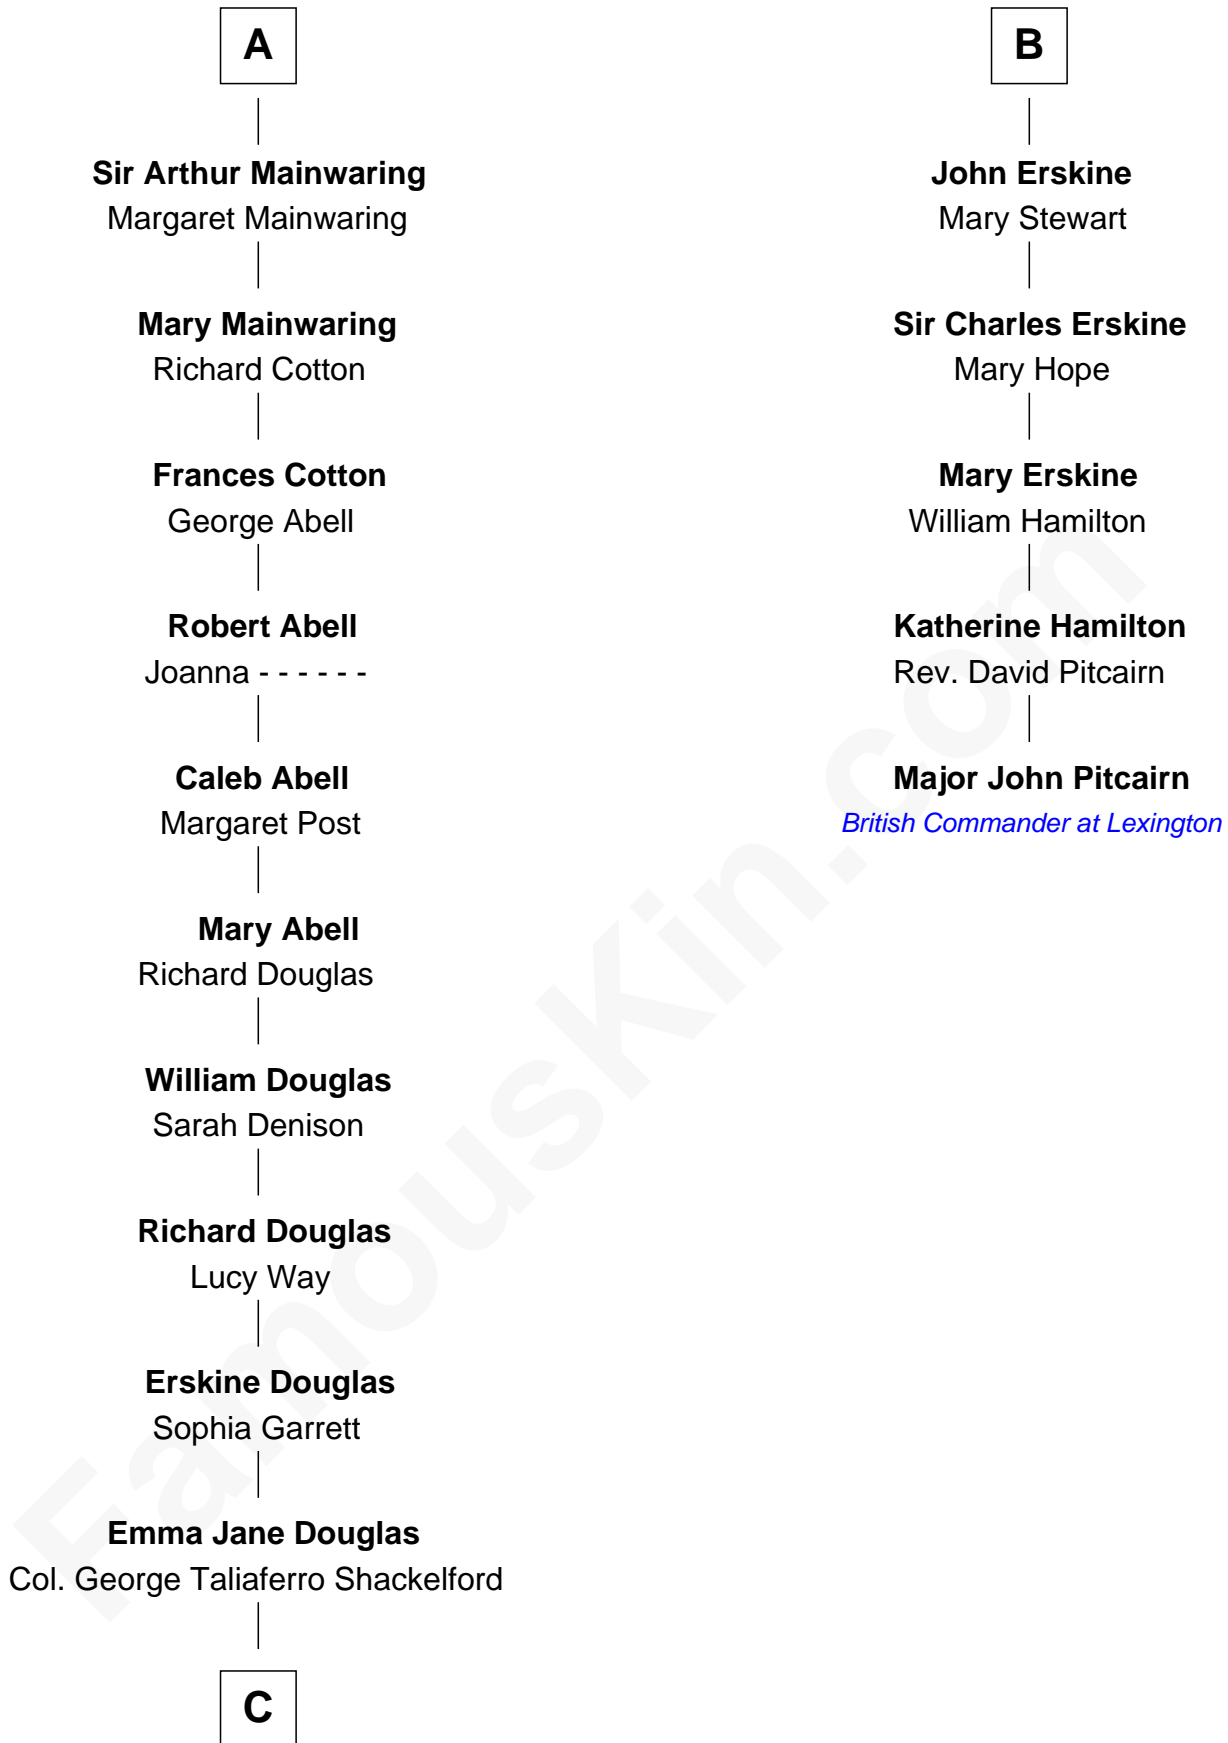 A
Sir Arthur Mainwaring
Margaret Mainwaring
Mary Mainwaring
Richard Cotton
Frances Cotton
George Abell
Robert Abell
Joanna - - - - - -
Caleb Abell
Margaret Post
Mary Abell
Richard Douglas
William Douglas
Sarah Denison
Richard Douglas
Lucy Way
Erskine Douglas
Sophia Garrett
Emma Jane Douglas
Col. George Taliaferro Shackelford
C
B
John Erskine
Mary Stewart
Sir Charles Erskine
Mary Hope
Mary Erskine
William Hamilton
Katherine Hamilton
Rev. David Pitcairn
Major John Pitcairn
British Commander at Lexington
FamousKin.com